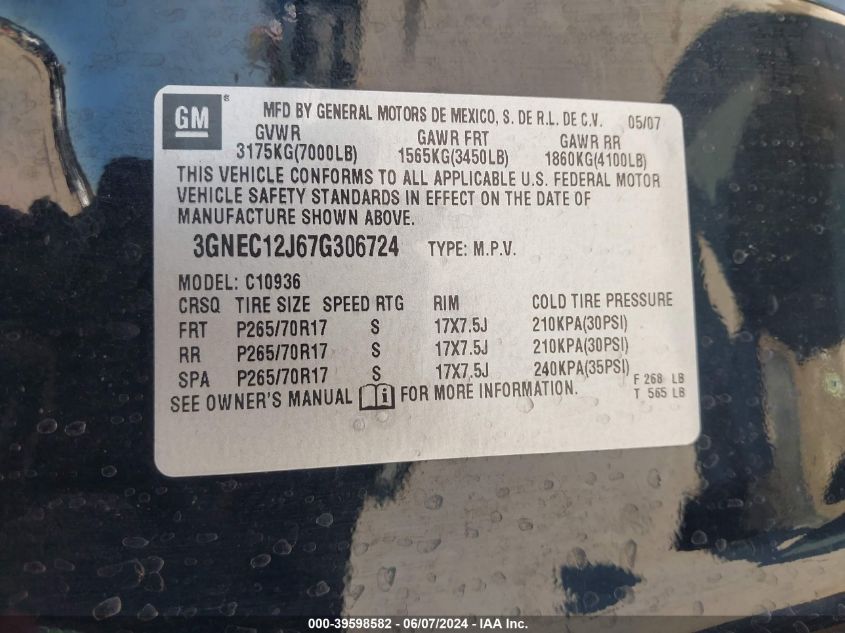 GM ® MFD BY GENERAL MOTORS DE MEXICO, S. DE R.L. DE C.V. 05/07
GVWR GAWR FRT GAWR RR
3175KG(7000LB) 1565KG(3450LB) 1860KG(4100LB)
THIS VEHICLE CONFORMS TO ALL APPLICABLE U.S. FEDERAL MOTOR
VEHICLE SAFETY STANDARDS IN EFFECT ON THE DATE OF
MANUFACTURE SHOWN ABOVE.
3GNEC12J67G306724 TYPE: M.P.V.
MODEL: C10936
CRSQ TIRE SIZE SPEED RTG RIM COLD TIRE PRESSURE
FRT P265/70R17 S 17X7.5J 210KPA(30PSI)
RR P265/70R17 S 17X7.5J 210KPA(30PSI)
SPA P265/70R17 S 17X7.5J 240KPA(35PSI) F 268 LB
SEE OWNER'S MANUAL i FOR MORE INFORMATION. T 565 LB
000-39598582 - 06/07/2024 - IAA Inc.